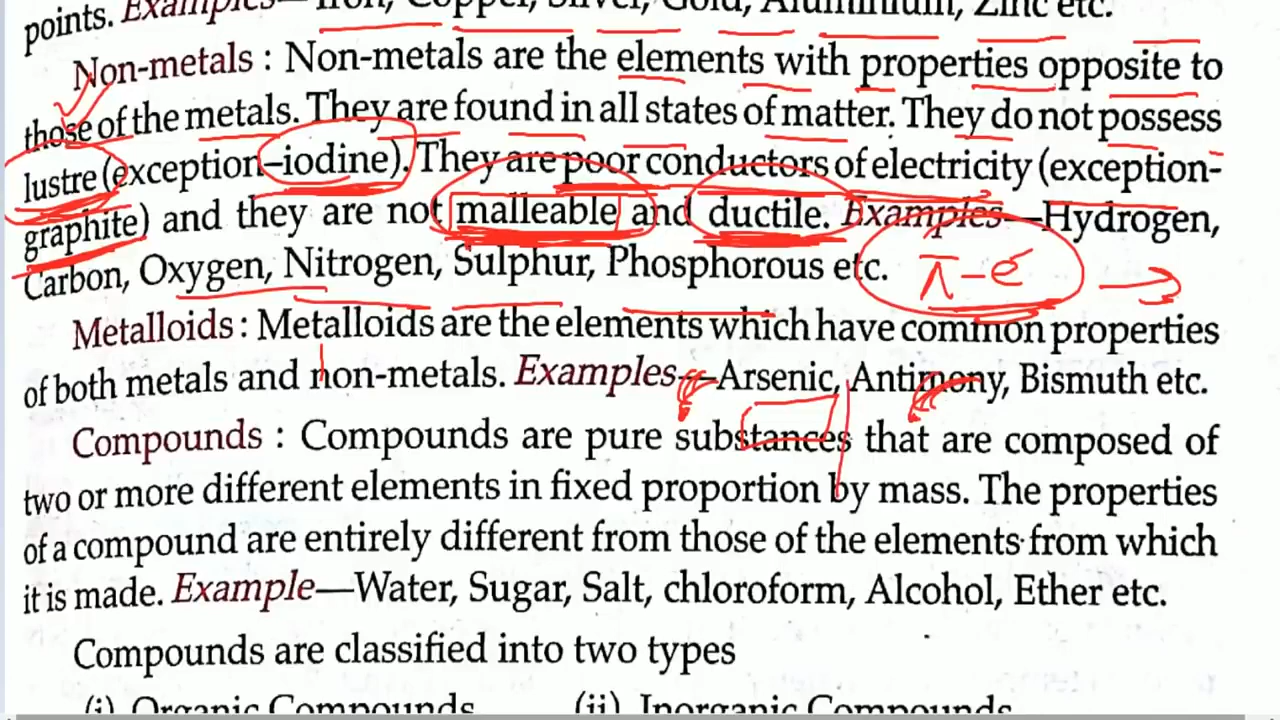 points. Examples— Iron, Copper, Silver, Gold, Aluminium, Zinc etc.
Non-metals : Non-metals are the elements with properties opposite to
those of the metals. They are found in all states of matter. They do not possess
lustre (exception–iodine). They are poor conductors of electricity (exception-
graphite) and they are not malleable and ductile. Examples—Hydrogen,
Carbon, Oxygen, Nitrogen, Sulphur, Phosphorous etc. π-e⁻
Metalloids : Metalloids are the elements which have common properties
of both metals and non-metals. Examples—Arsenic, Antimony, Bismuth etc.
Compounds : Compounds are pure substances that are composed of
two or more different elements in fixed proportion by mass. The properties
of a compound are entirely different from those of the elements from which
it is made. Example—Water, Sugar, Salt, chloroform, Alcohol, Ether etc.
Compounds are classified into two types
(i) Organic Compounds (ii) Inorganic Compounds